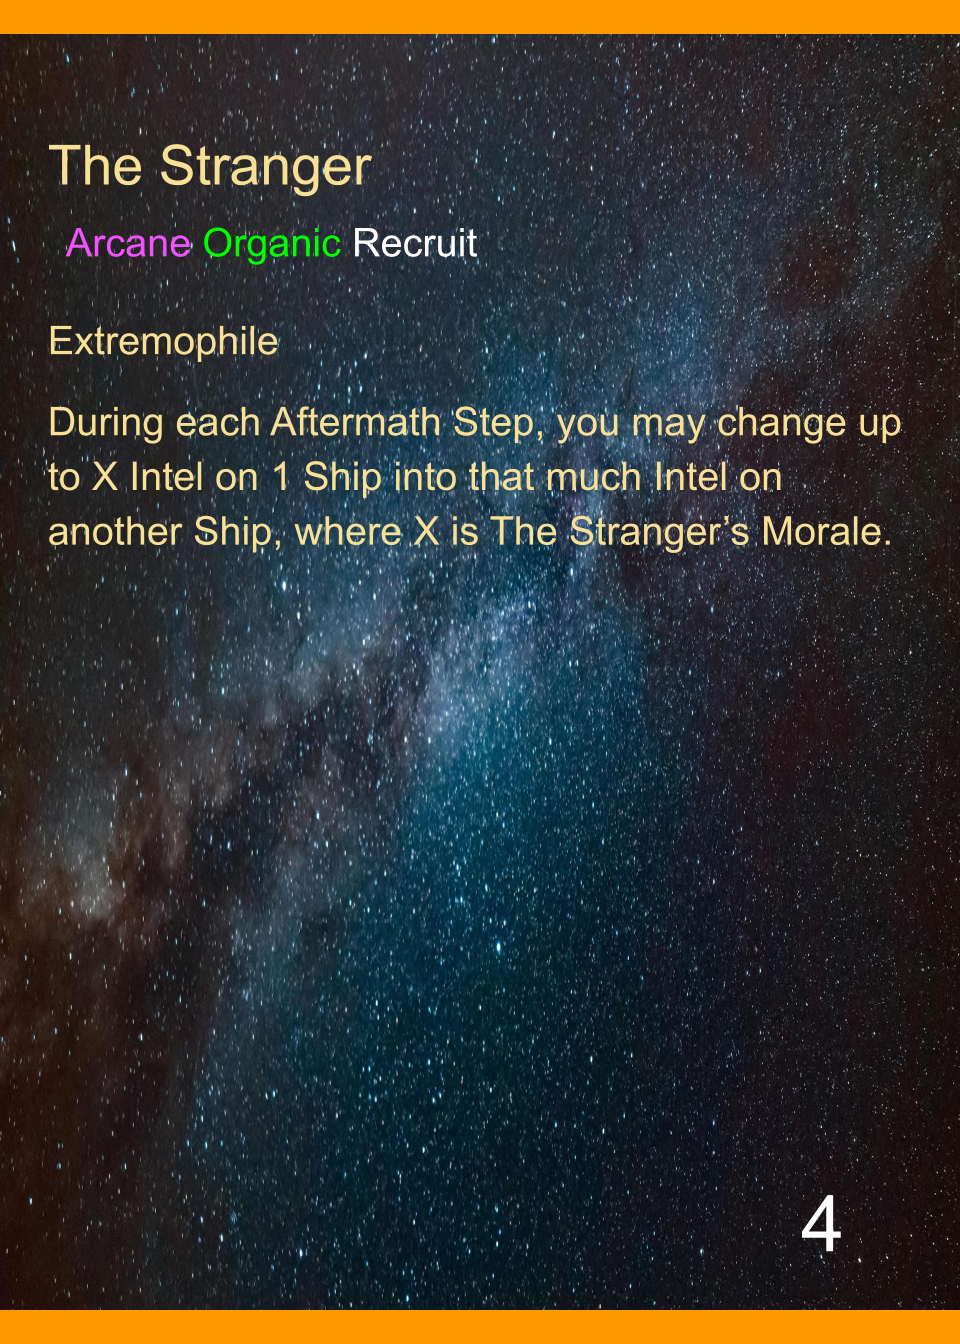 The Stranger
Arcane Organic Recruit
Extremophile
During each Aftermath Step, you may change up
to X Intel on 1 Ship into that much Intel on
another Ship, where X is The Stranger’s Morale.
4